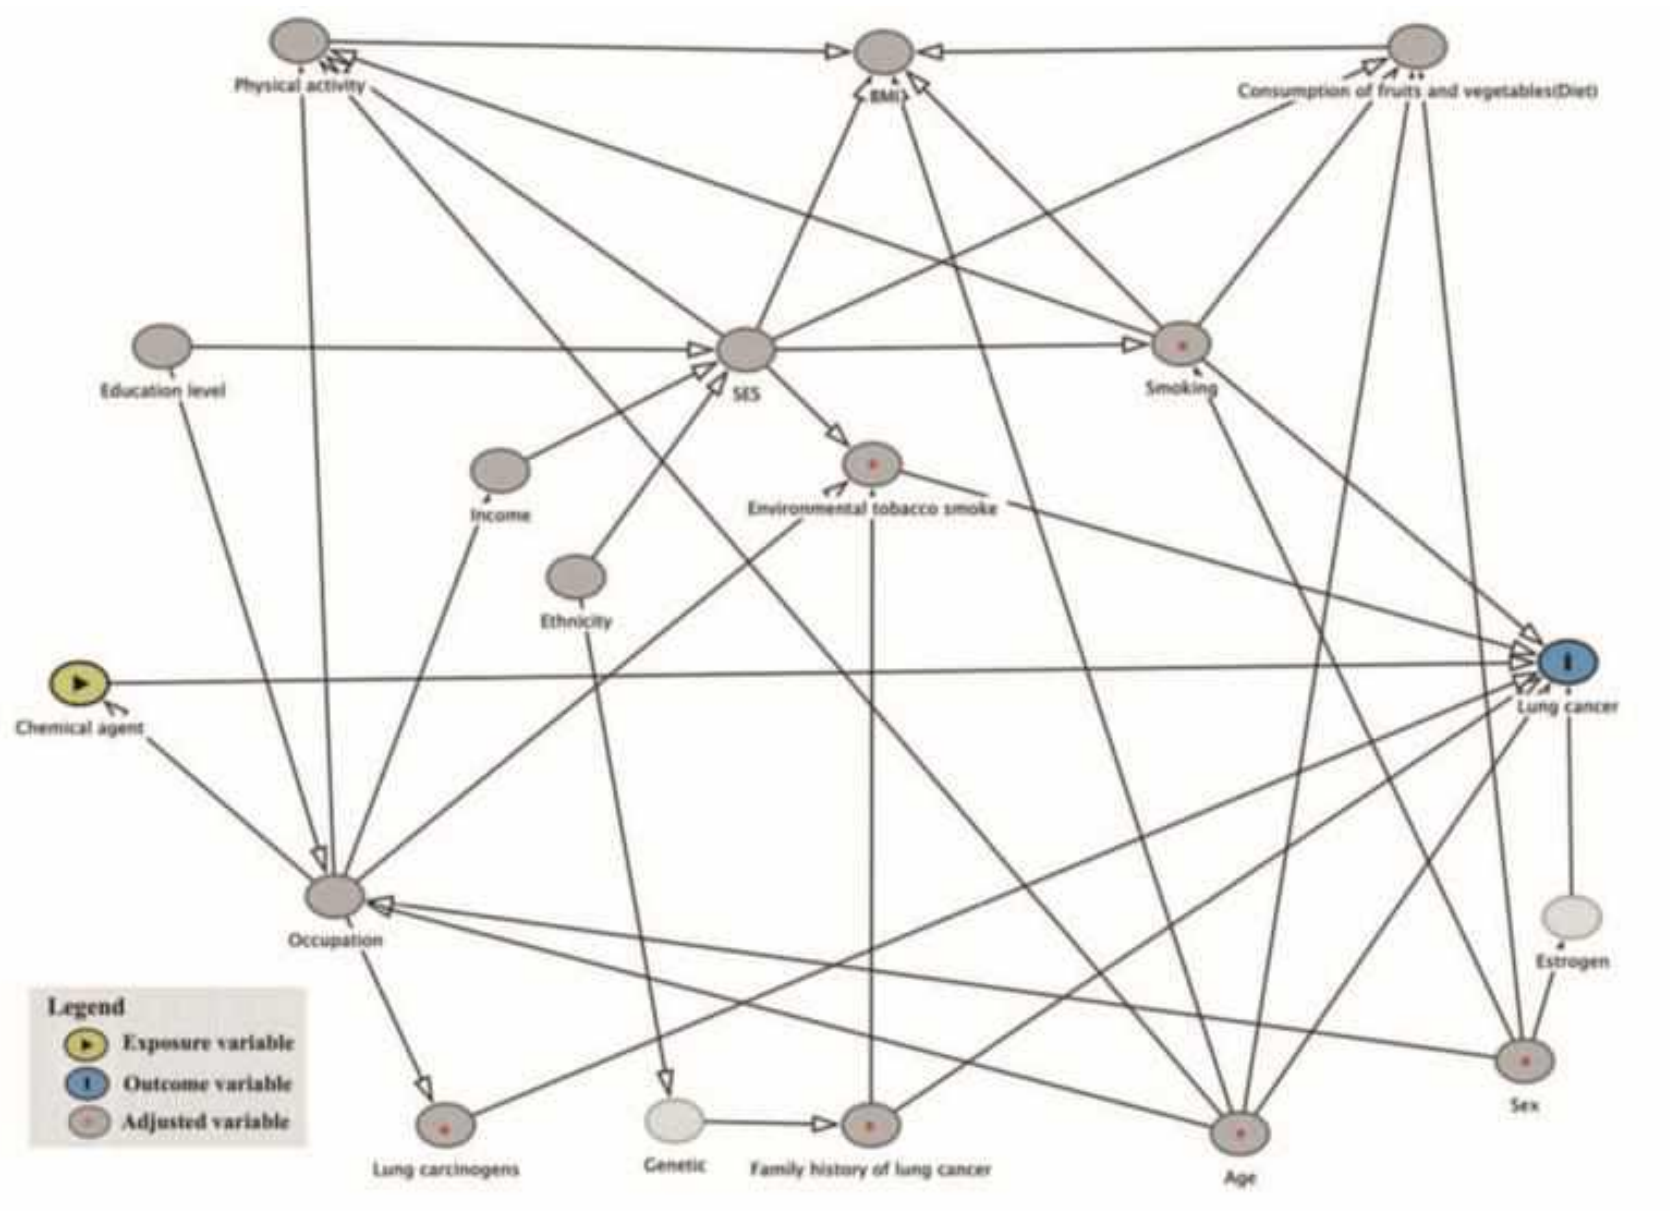 Physical activity
BMI
Consumption of fruits and vegetables(Diet)
Education level
SES
Smoking
Income
Environmental tobacco smoke
Ethnicity
Chemical agent
Lung cancer
Occupation
Estrogen
Legend
Exposure variable
Outcome variable
Adjusted variable
Lung carcinogens
Genetic
Family history of lung cancer
Age
Sex